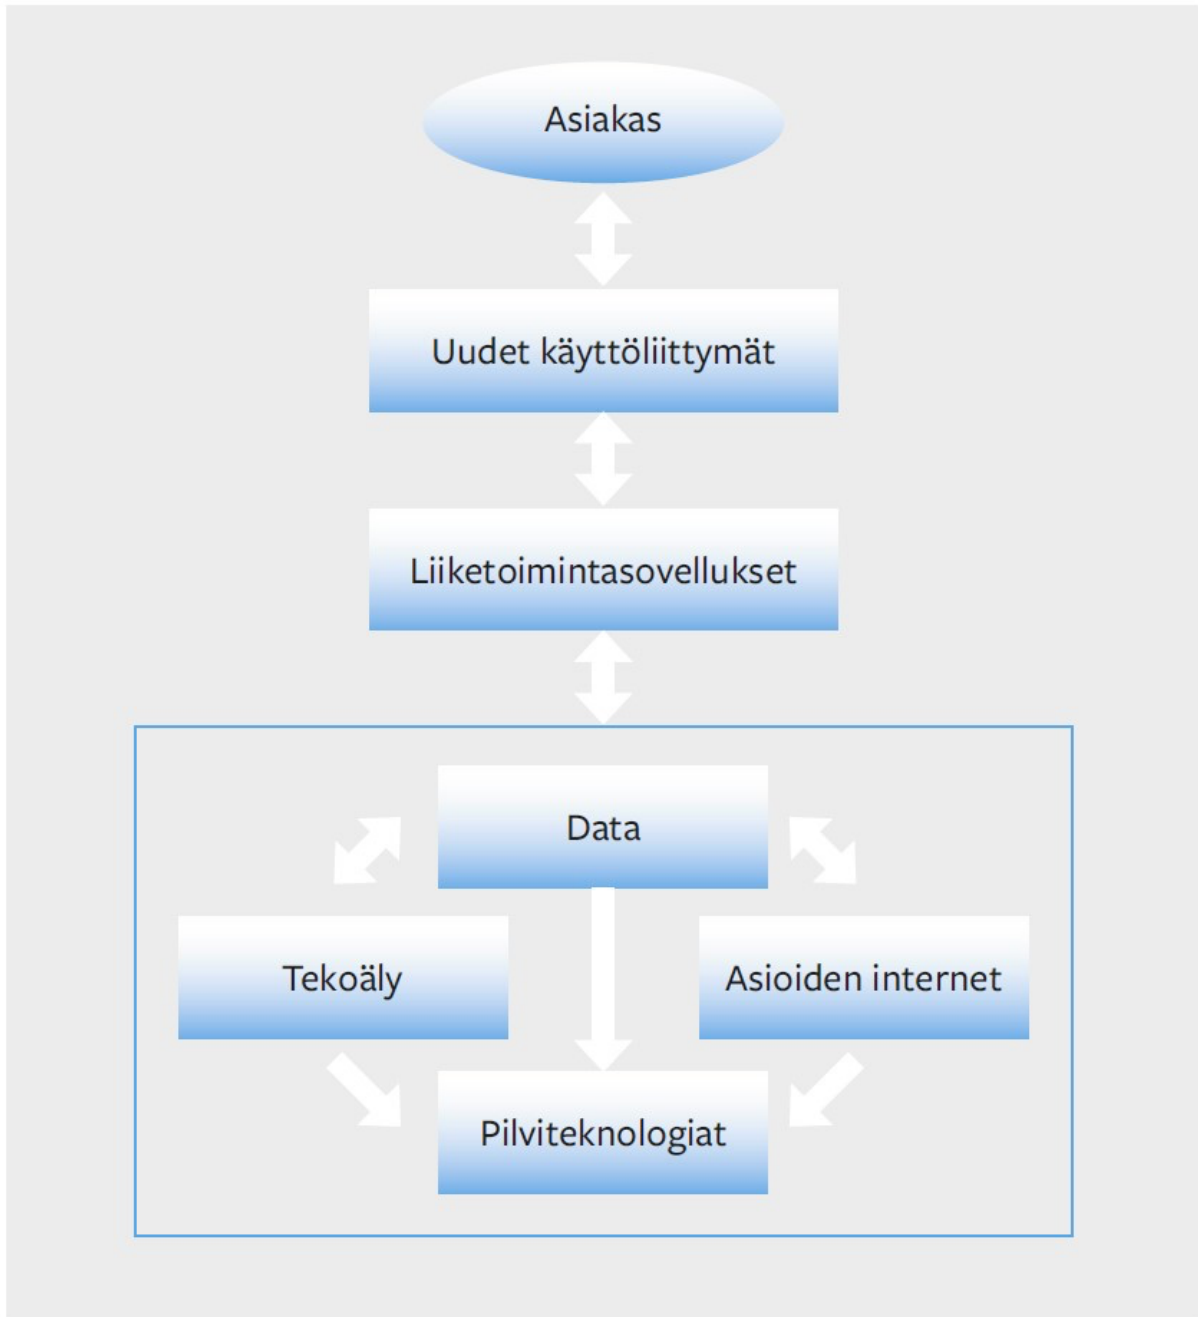 Asiakas
Uudet käyttöliittymät
Liiketoimintasovellukset
Data
Tekoäly
Asioiden internet
Pilviteknologiat